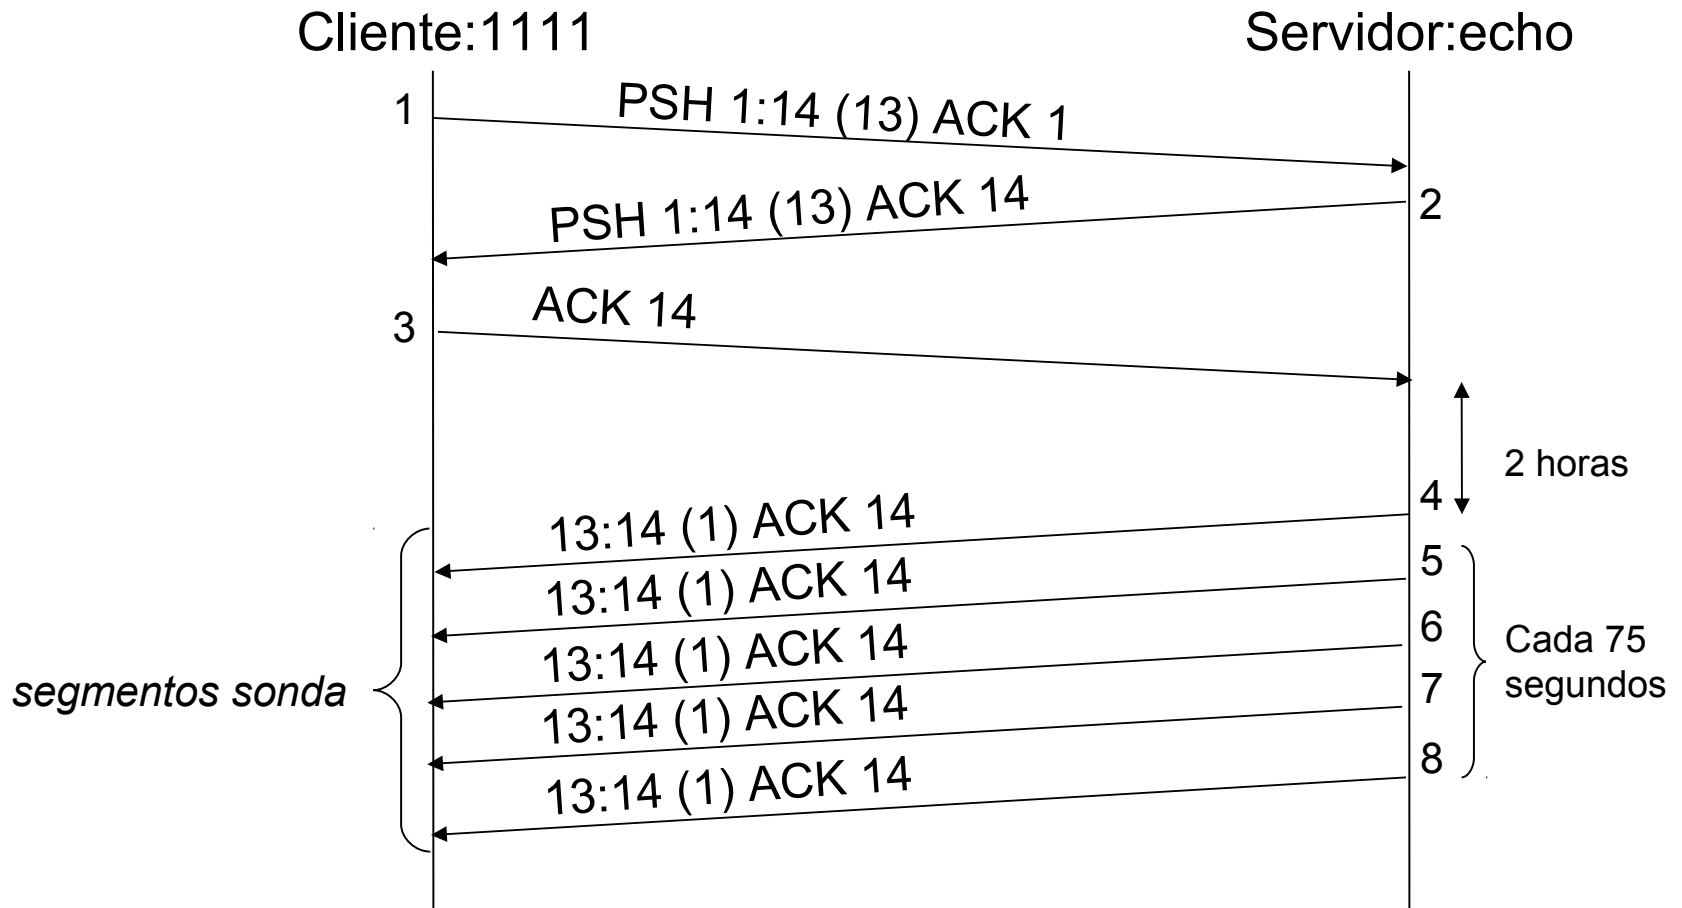 Cliente:1111
Servidor:echo
1
PSH 1:14 (13) ACK 1
PSH 1:14 (13) ACK 14
2
ACK 14
3
2 horas
4
13:14 (1) ACK 14
5
13:14 (1) ACK 14
6
13:14 (1) ACK 14
7
13:14 (1) ACK 14
8
13:14 (1) ACK 14
segmentos sonda
Cada 75
segundos